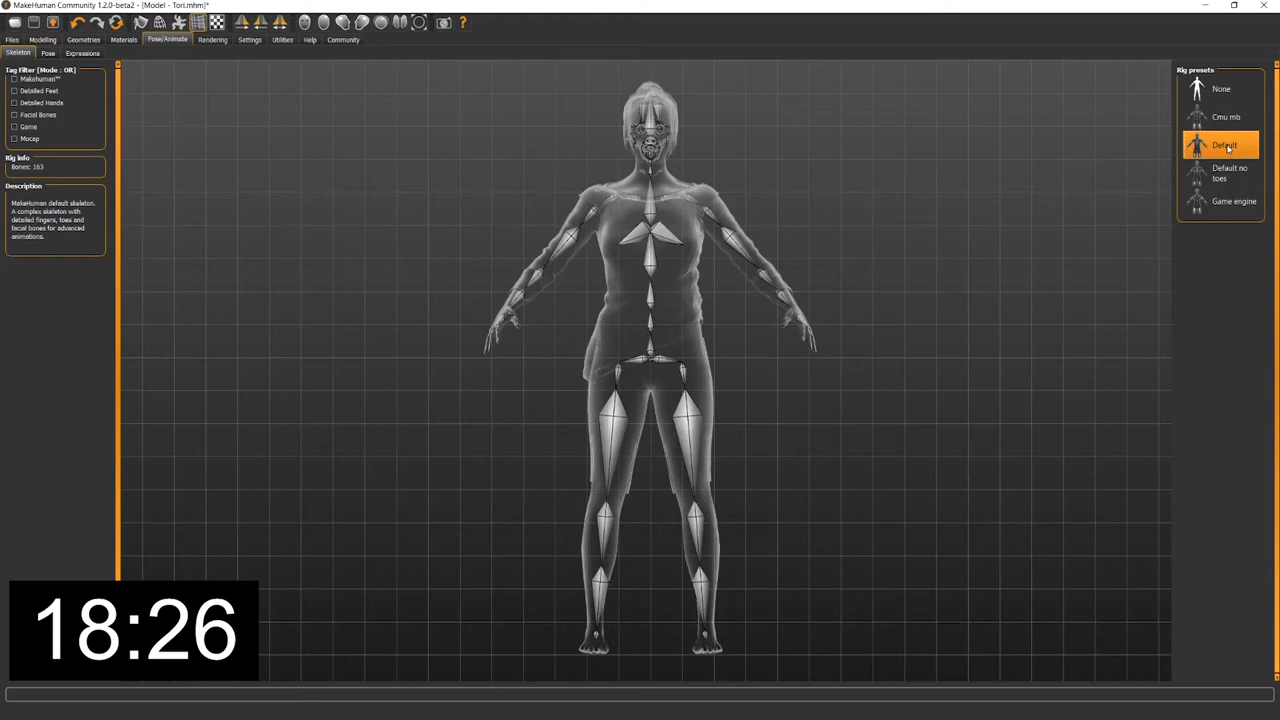 MakeHuman Community 1.2.0-beta2 - [Model - Tori.mhm]*
Files Modelling Geometries Materials Pose/Animate Rendering Settings Utilities Help Community
Skeleton Pose Expressions
Tag Filter [Mode : OR]
Makehuman™
Detailed Feet
Detailed Hands
Facial Bones
Game
Mocap
Rig info
Bones: 163
Description
MakeHuman default skeleton.
A complex skeleton with
detailed fingers, toes and
facial bones for advanced
animations.
Rig presets
None
Cmu mb
Default
Default no
toes
Game engine
18:26